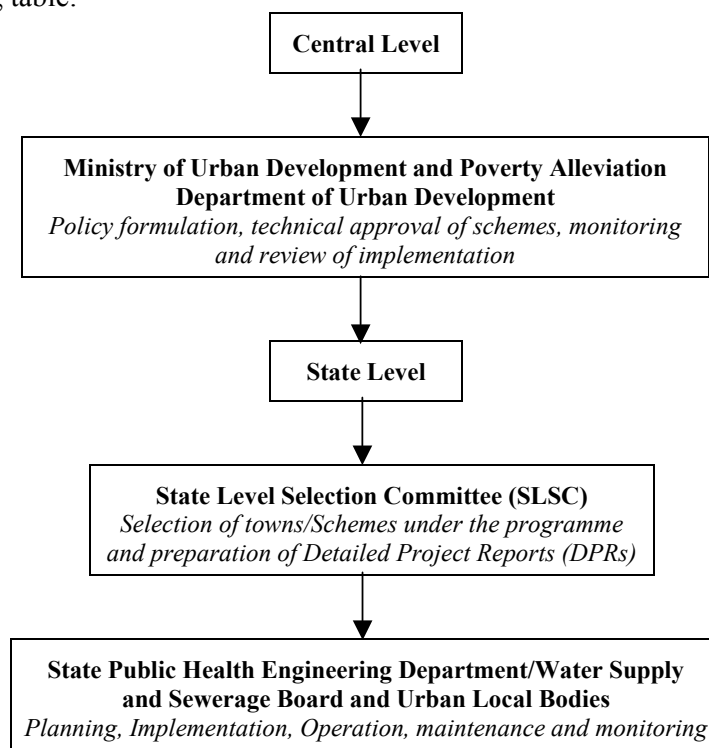 table.
Central Level
Ministry of Urban Development and Poverty Alleviation
Department of Urban Development
Policy formulation, technical approval of schemes, monitoring
and review of implementation
State Level
State Level Selection Committee (SLSC)
Selection of towns/Schemes under the programme
and preparation of Detailed Project Reports (DPRs)
State Public Health Engineering Department/Water Supply
and Sewerage Board and Urban Local Bodies
Planning, Implementation, Operation, maintenance and monitoring